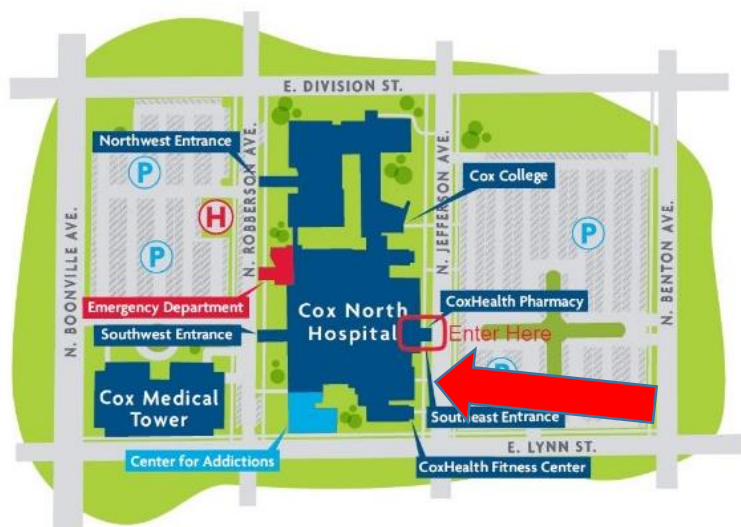 E. DIVISION ST.
Northwest Entrance
P
H
P
N. BOONVILLE AVE.
N. ROBBERSON AVE.
Emergency Department
Southwest Entrance
Cox Medical
Tower
Center for Addictions
Cox North
Hospital
Cox College
N. JEFFERSON AVE.
P
CoxHealth Pharmacy
Enter Here
P
Southeast Entrance
N. BENTON AVE.
E. LYNN ST.
CoxHealth Fitness Center